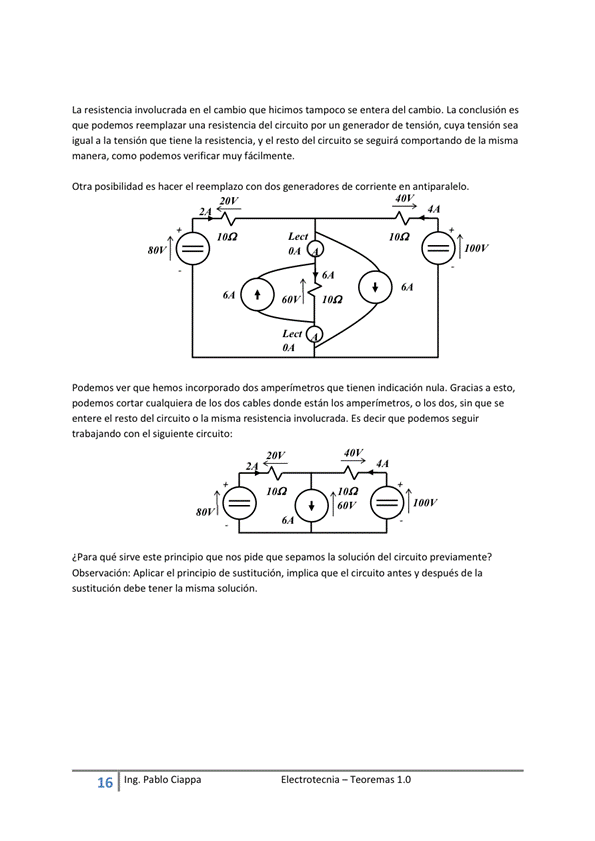 La resistencia involucrada en el cambio que hicimos tampoco se entera del cambio. La conclusión es
que podemos reemplazar una resistencia del circuito por un generador de tensión, cuya tensión sea
igual a la tensión que tiene la resistencia, y el resto del circuito se seguirá comportando de la misma
manera, como podemos verificar muy fácilmente.
Otra posibilidad es hacer el reemplazo con dos generadores de corriente en antiparalelo.
20V 40V
2A 4A
+ 10Ω Lect 10Ω +
80V 0A A 100V
- 6A -
6A 60V 10Ω 6A
Lect A
0A
Podemos ver que hemos incorporado dos amperímetros que tienen indicación nula. Gracias a esto,
podemos cortar cualquiera de los dos cables donde están los amperímetros, o los dos, sin que se
entere el resto del circuito o la misma resistencia involucrada. Es decir que podemos seguir
trabajando con el siguiente circuito:
20V 40V
2A 4A
+ 10Ω 10Ω +
80V 60V 100V
- 6A -
¿Para qué sirve este principio que nos pide que sepamos la solución del circuito previamente?
Observación: Aplicar el principio de sustitución, implica que el circuito antes y después de la
sustitución debe tener la misma solución.
16 Ing. Pablo Ciappa Electrotecnia – Teoremas 1.0